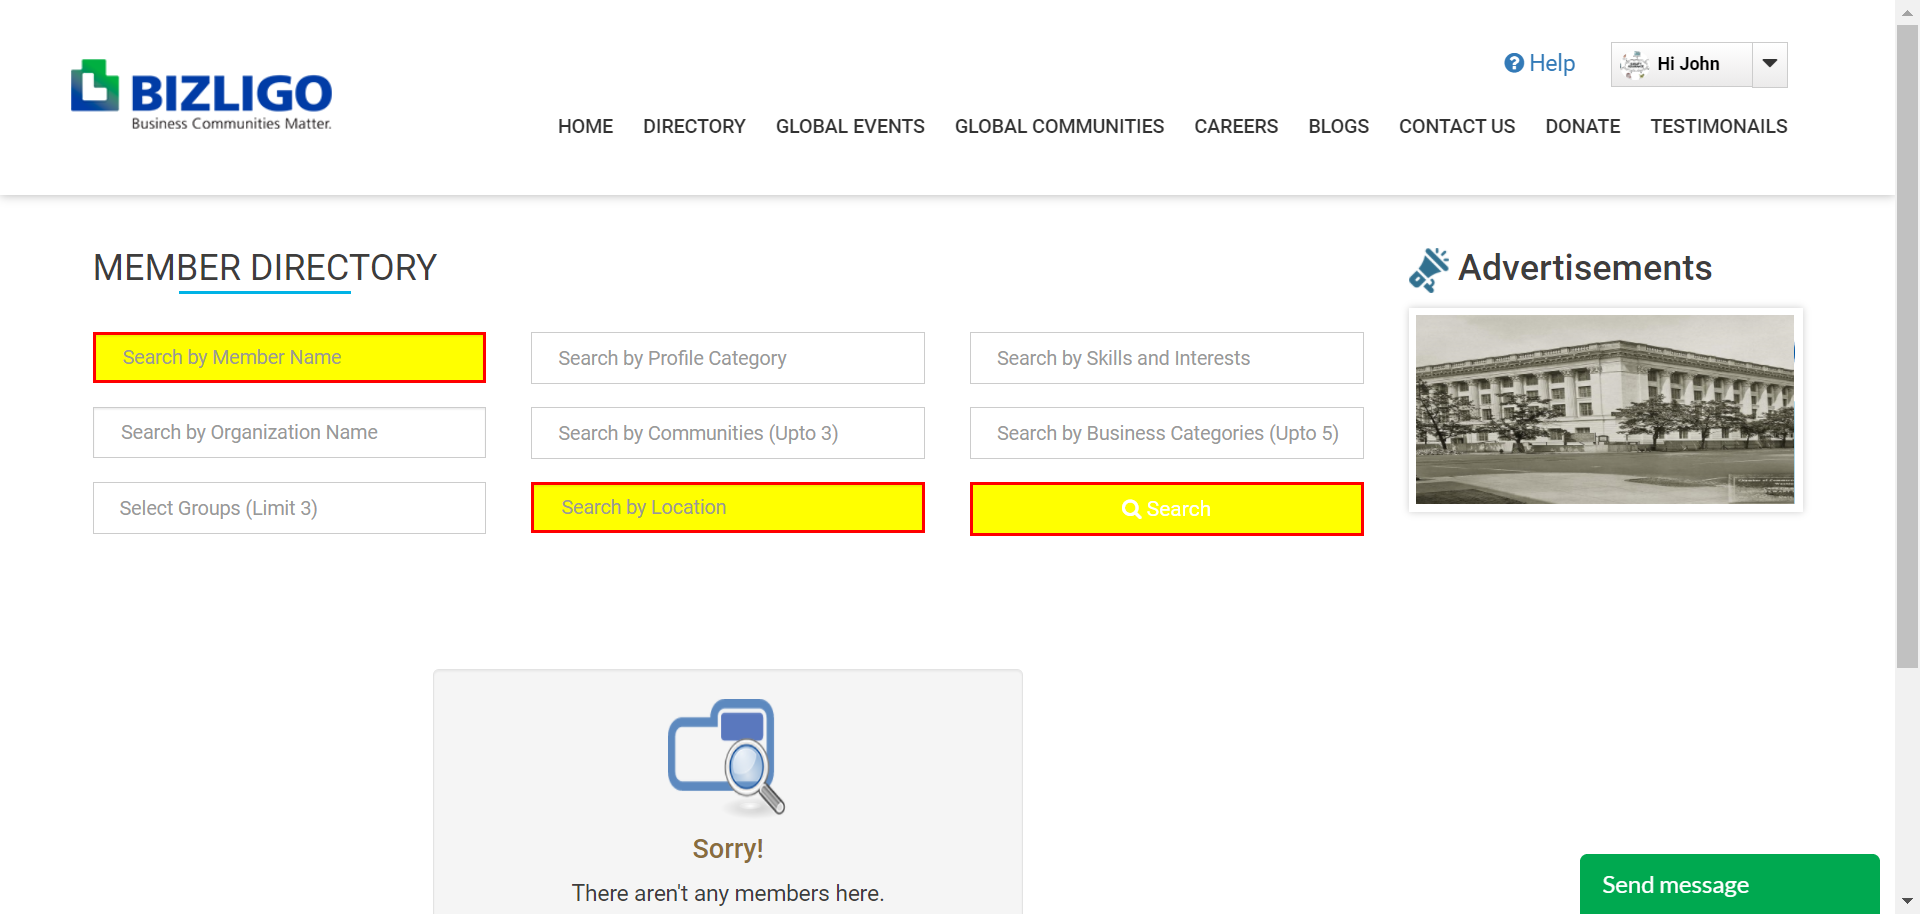 BIZLIGO
Business Communities Matter.
Help
Hi John
HOME DIRECTORY GLOBAL EVENTS GLOBAL COMMUNITIES CAREERS BLOGS CONTACT US DONATE TESTIMONAILS
MEMBER DIRECTORY
Advertisements
Search by Member Name
Search by Profile Category
Search by Skills and Interests
Search by Organization Name
Search by Communities (Upto 3)
Search by Business Categories (Upto 5)
Select Groups (Limit 3)
Search by Location
Search
Sorry!
There aren't any members here.
Send message